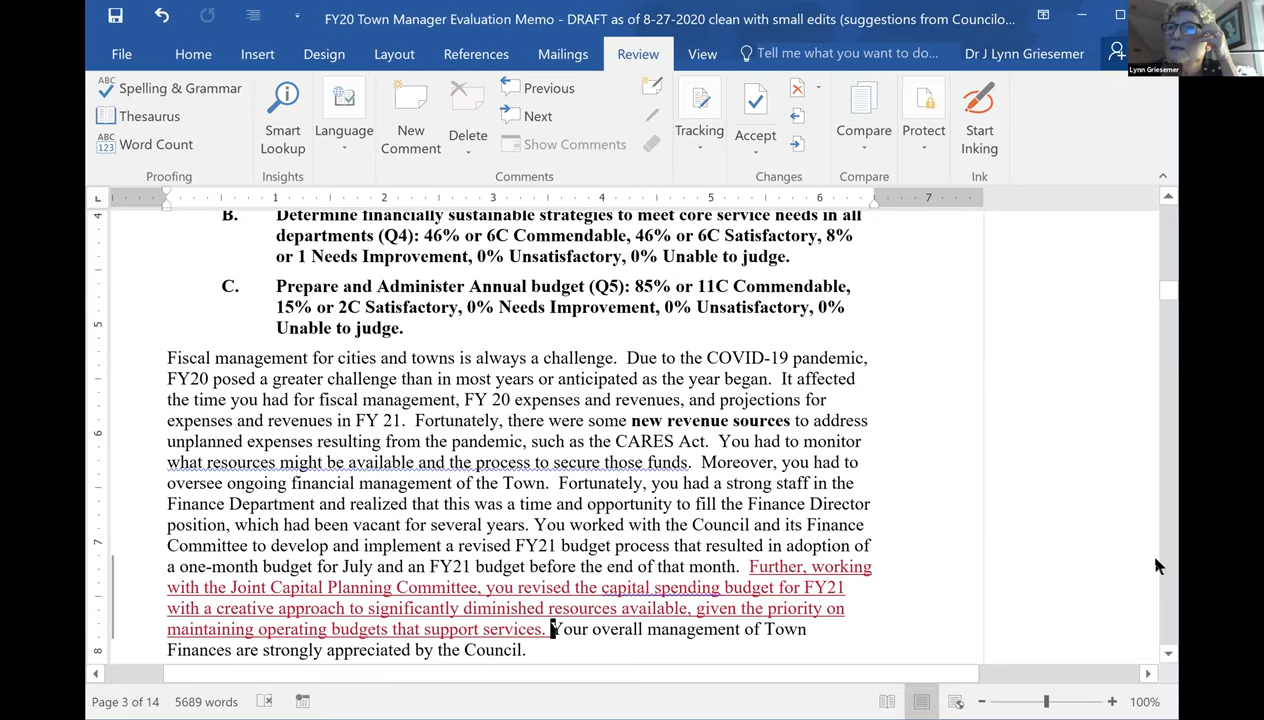 FY20 Town Manager Evaluation Memo - DRAFT as of 8-27-2020 clean with small edits (suggestions from Councilo...
File Home Insert Design Layout References Mailings Review View Tell me what you want to do... Dr J Lynn Griesemer
Lynn Griesemer
ABC Spelling & Grammar
Thesaurus
ABC 123 Word Count
Proofing
Smart Lookup
Insights
Language
New Comment
Delete
Previous
Next
Show Comments
Comments
Tracking
Accept
Changes
Compare
Compare
Protect
Start Inking
Ink
L 1 2 3 4 5 6 7
4
5
6
7
8
B. Determine financially sustainable strategies to meet core service needs in all
departments (Q4): 46% or 6C Commendable, 46% or 6C Satisfactory, 8%
or 1 Needs Improvement, 0% Unsatisfactory, 0% Unable to judge.
C. Prepare and Administer Annual budget (Q5): 85% or 11C Commendable,
15% or 2C Satisfactory, 0% Needs Improvement, 0% Unsatisfactory, 0%
Unable to judge.
Fiscal management for cities and towns is always a challenge. Due to the COVID-19 pandemic,
FY20 posed a greater challenge than in most years or anticipated as the year began. It affected
the time you had for fiscal management, FY 20 expenses and revenues, and projections for
expenses and revenues in FY 21. Fortunately, there were some new revenue sources to address
unplanned expenses resulting from the pandemic, such as the CARES Act. You had to monitor
what resources might be available and the process to secure those funds. Moreover, you had to
oversee ongoing financial management of the Town. Fortunately, you had a strong staff in the
Finance Department and realized that this was a time and opportunity to fill the Finance Director
position, which had been vacant for several years. You worked with the Council and its Finance
Committee to develop and implement a revised FY21 budget process that resulted in adoption of
a one-month budget for July and an FY21 budget before the end of that month. Further, working
with the Joint Capital Planning Committee, you revised the capital spending budget for FY21
with a creative approach to significantly diminished resources available, given the priority on
maintaining operating budgets that support services. Your overall management of Town
Finances are strongly appreciated by the Council.
Page 3 of 14 5689 words 100%